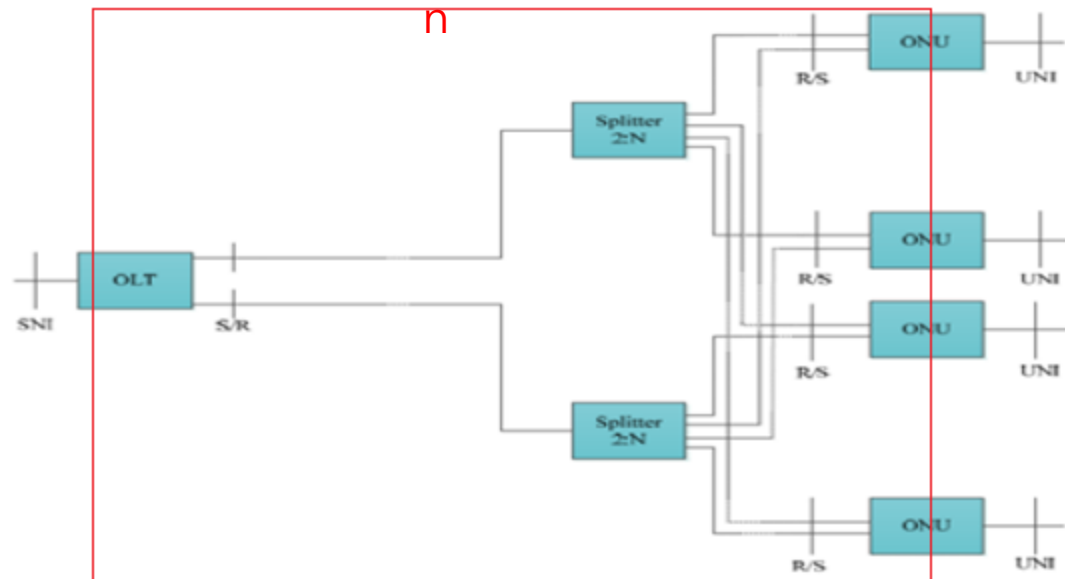 n
ONU
R/S
UNI
Splitter
2:N
ONU
OLT
R/S
UNI
SNI
S/R
ONU
R/S
UNI
Splitter
2:N
ONU
R/S
UNI